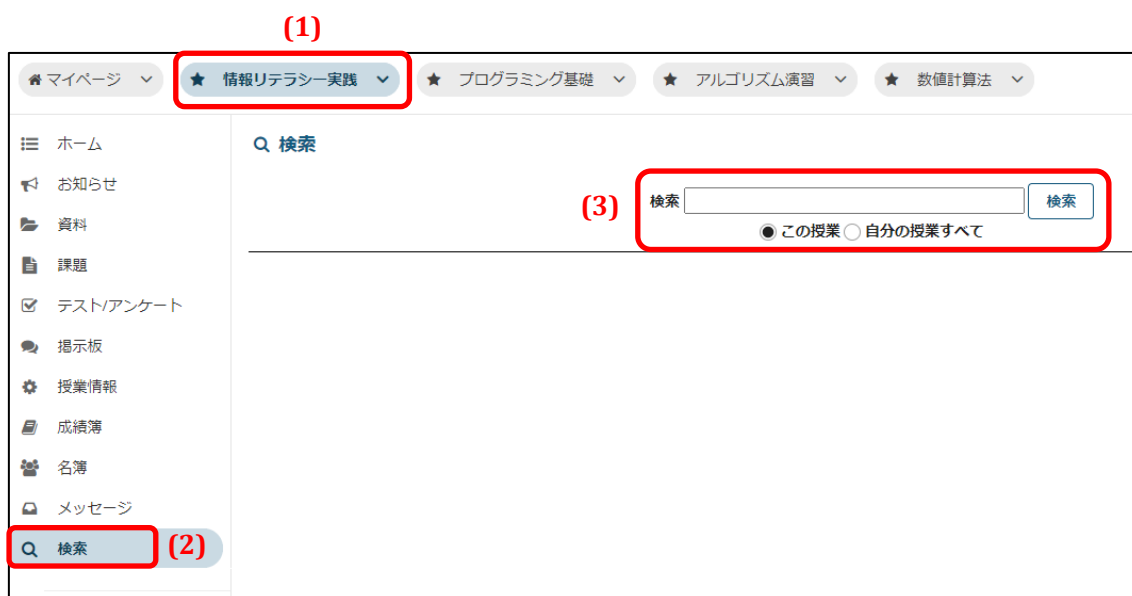 (1)
マイページ 情報リテラシー実践 プログラミング基礎 アルゴリズム演習 数値計算法
ホーム
検索
お知らせ
検索 検索
(3)
この授業 自分の授業すべて
資料
課題
テスト/アンケート
掲示板
授業情報
成績簿
名簿
メッセージ
検索 (2)